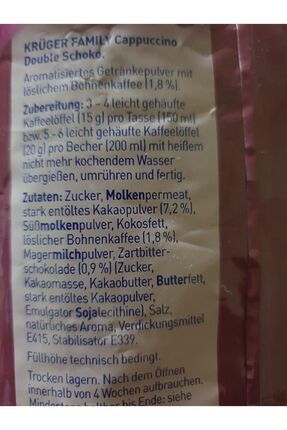 KRÜGER FAMILY Cappuccino
Double Schoko.
Aromatisiertes Getränkepulver mit
löslichem Bohnenkaffee (1,8 %).
Zubereitung: 3 – 4 leicht gehäufte
Kaffeelöffel (15 g) pro Tasse (150 ml)
bzw. 5 - 6 leicht gehäufte Kaffeelöffel
(20 g) pro Becher (200 ml) mit heißem
nicht mehr kochendem Wasser
übergießen, umrühren und fertig.
Zutaten: Zucker, Molkenpermeat,
stark entöltes Kakaopulver (7,2 %),
Süßmolkenpulver, Kokosfett,
löslicher Bohnenkaffee (1,8 %),
Magermilchpulver, Zartbitter-
schokolade (0,9 %) (Zucker,
Kakaomasse, Kakaobutter, Butterfett,
stark entöltes Kakaopulver,
Emulgator Sojalecithine), Salz,
natürliches Aroma, Verdickungsmittel
E415, Stabilisator E339.
Füllhöhe technisch bedingt.
Trocken lagern. Nach dem Öffnen
innerhalb von 4 Wochen aufbrauchen.
Mindestens haltbar bis Ende: siehe